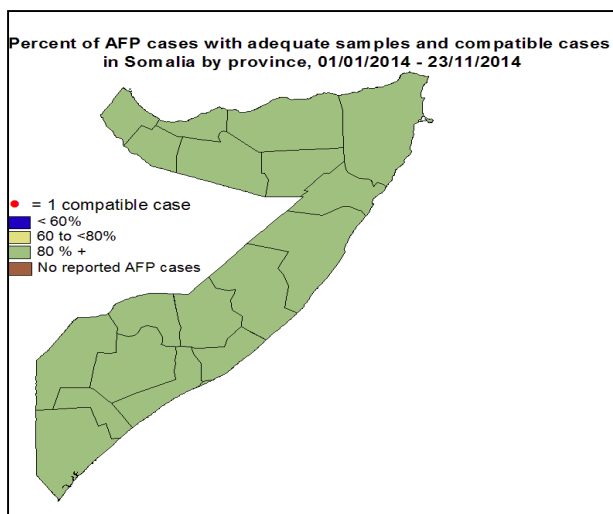 Percent of AFP cases with adequate samples and compatible cases
in Somalia by province, 01/01/2014 - 23/11/2014
= 1 compatible case
< 60%
60 to <80%
80 % +
No reported AFP cases